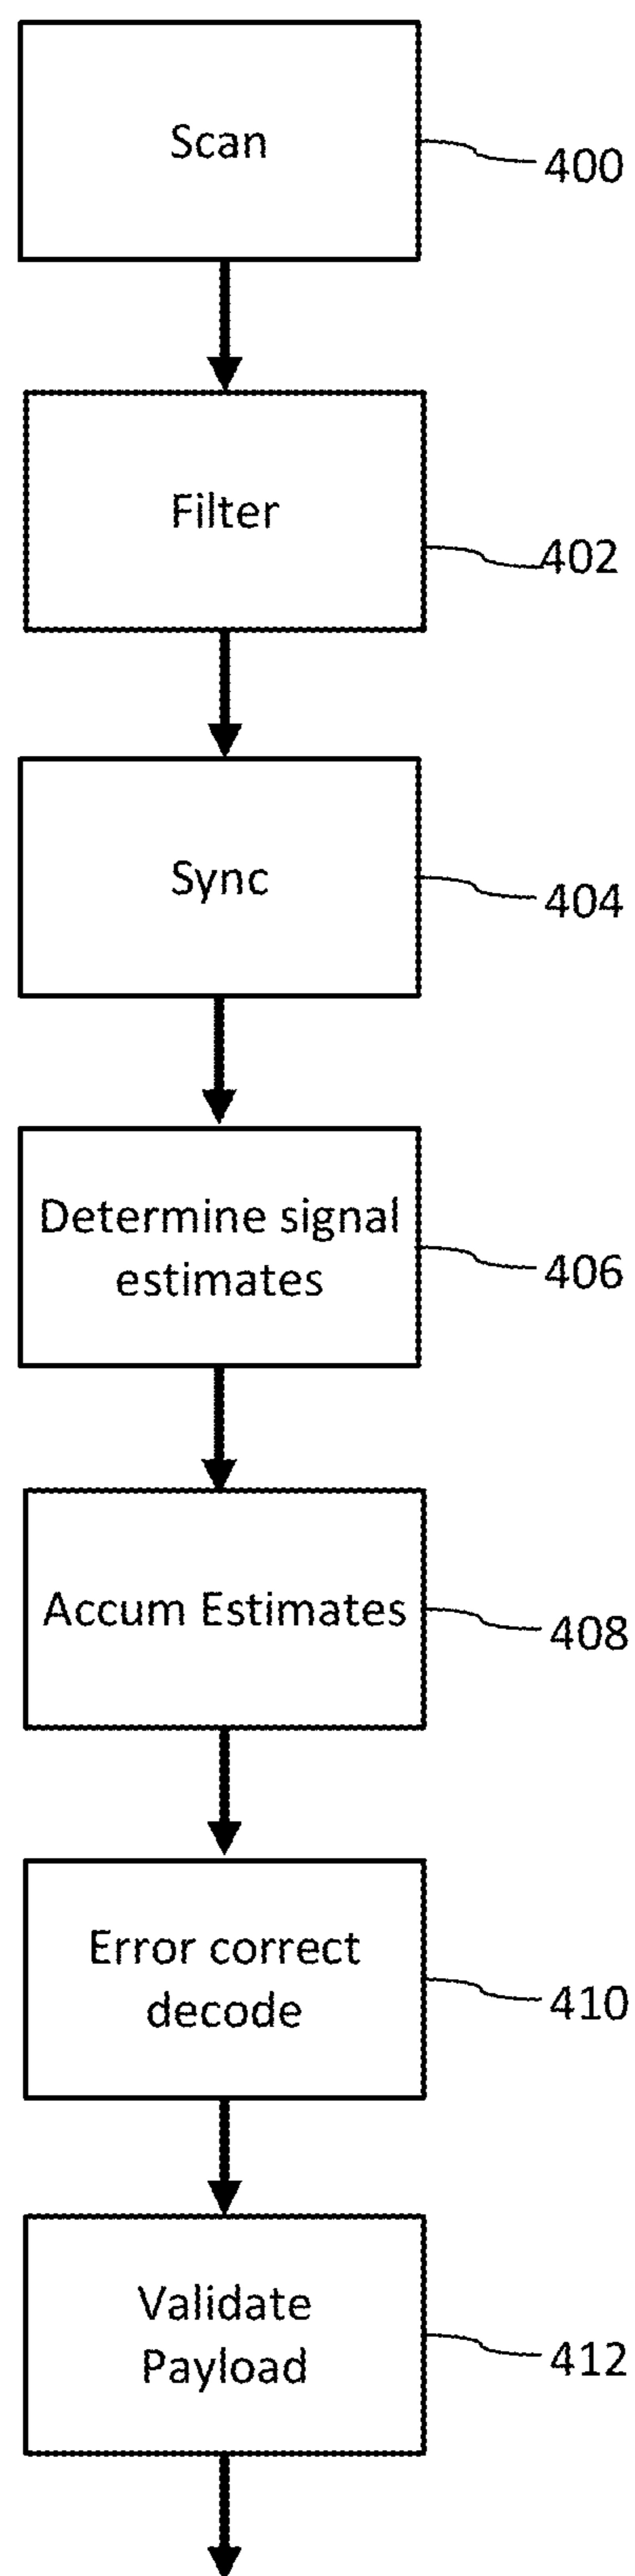 Scan
400
Filter
402
Sync
404
Determine signal
estimates
406
Accum Estimates
408
Error correct
decode
410
Validate
Payload
412